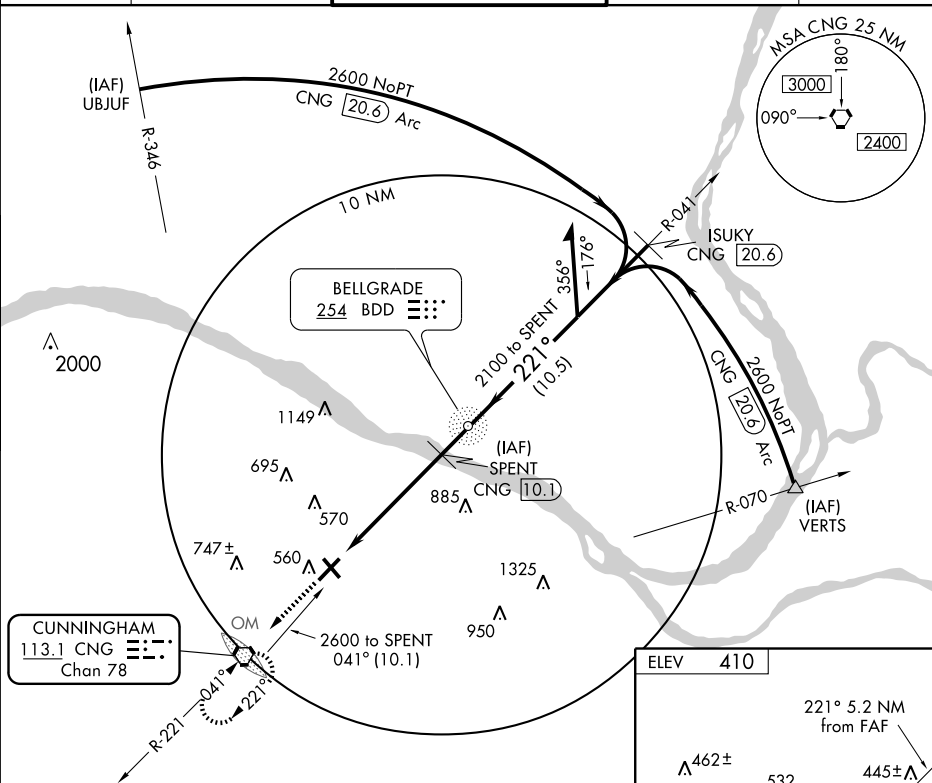 MSA CNG 25 NM
180°
3000
090°
2400
(IAF)
UBJUF
R-346
2600 NoPT
CNG 20.6 Arc
10 NM
R-041
ISUKY
CNG 20.6
356°
176°
BELLGRADE
254 BDD
2100 to SPENT
221°
(10.5)
2600 NoPT
CNG 20.6 Arc
2000
1149
(IAF)
SPENT
CNG 10.1
695
570
885
R-070
(IAF)
VERTS
747±
560
1325
950
OM
CUNNINGHAM
113.1 CNG
Chan 78
2600 to SPENT
041° (10.1)
041°
221°
R-221
ELEV 410
221° 5.2 NM
from FAF
462±
532
445±